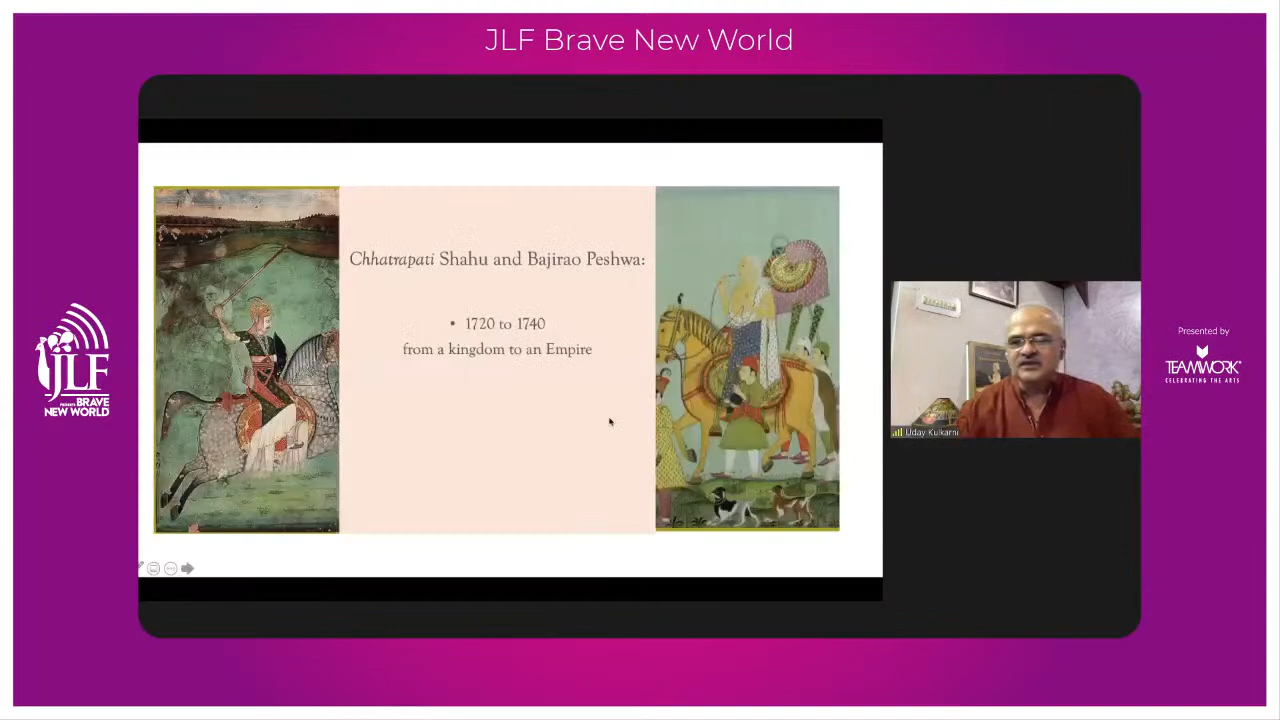 JLF Brave New World
Chhatrapati Shahu and Bajirao Peshwa:
• 1720 to 1740
from a kingdom to an Empire
JLF
BRAVE
NEW WORLD
Uday Kulkarni
Presented by
TEAMWORK
CELEBRATING THE ARTS